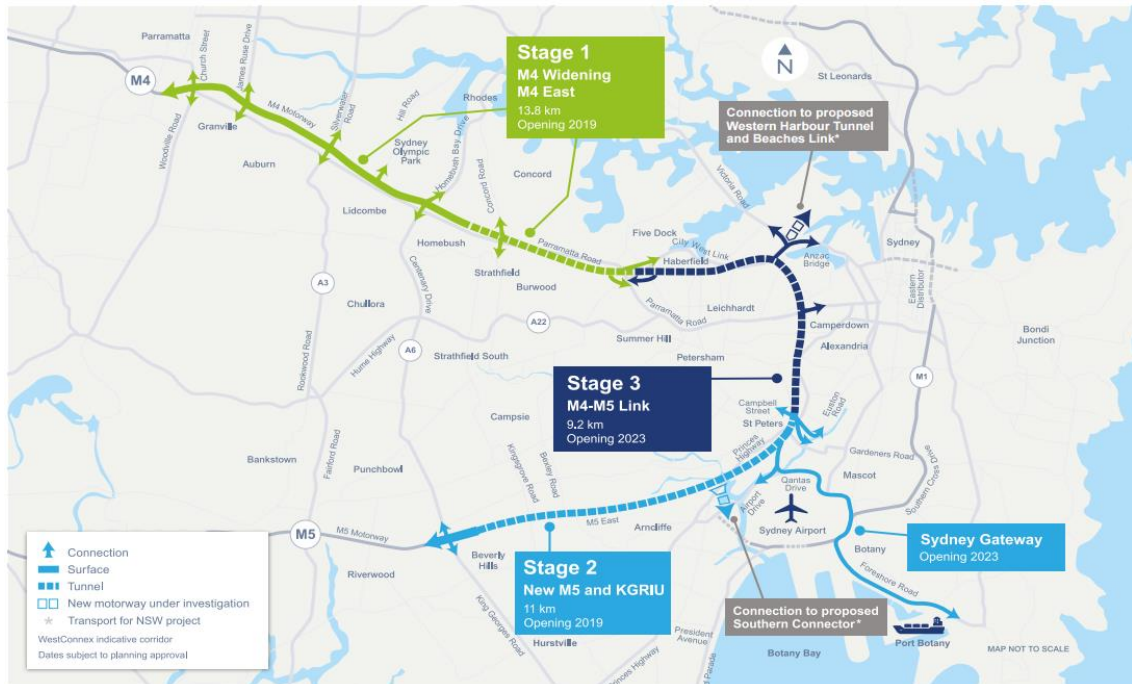 Stage 1
M4 Widening
M4 East
13.8 km
Opening 2019
N
Connection to proposed
Western Harbour Tunnel
and Beaches Link*
Parramatta
Church Street
James Ruse Drive
M4
M4 Motorway
Silverwater Road
Hill Road
Rhodes
St Leonards
Granville
Woodville Road
Auburn
Sydney
Olympic
Park
Homebush Bay Drive
Concord Road
Concord
Victoria Road
Lidcombe
Homebush
Parramatta Road
Five Dock
City West Link
Haberfield
Anzac
Bridge
Sydney
Eastern
Distributor
Strathfield
Burwood
Centenary Drive
A3
Chullora
A22
Parramatta Road
Leichhardt
Camperdown
Alexandria
Bondi
Junction
Summer Hill
Petersham
Rookwood Road
Hume Highway
A6
Strathfield South
M1
Stage 3
M4-M5 Link
9.2 km
Opening 2023
Campbell
Street
St Peters
Euston Road
Princes Highway
Campsie
Kingsgrove Road
Bexley Road
Bankstown
Fairford Road
Punchbowl
Gardeners Road
Mascot
Qantas
Drive
Airport Drive
Sydney Airport
Southern Cross Drive
M5
M5 Motorway
M5 East
Arncliffe
Botany
Foreshore Road
Sydney Gateway
Opening 2023
Riverwood
Beverly
Hills
King Georges Road
Stage 2
New M5 and KGRIU
11 km
Opening 2019
Connection to proposed
Southern Connector*
Hurstville
Princes Highway
President
Avenue
Botany Bay
Port Botany
MAP NOT TO SCALE
Connection
Surface
Tunnel
New motorway under investigation
* Transport for NSW project
WestConnex indicative corridor
Dates subject to planning approval